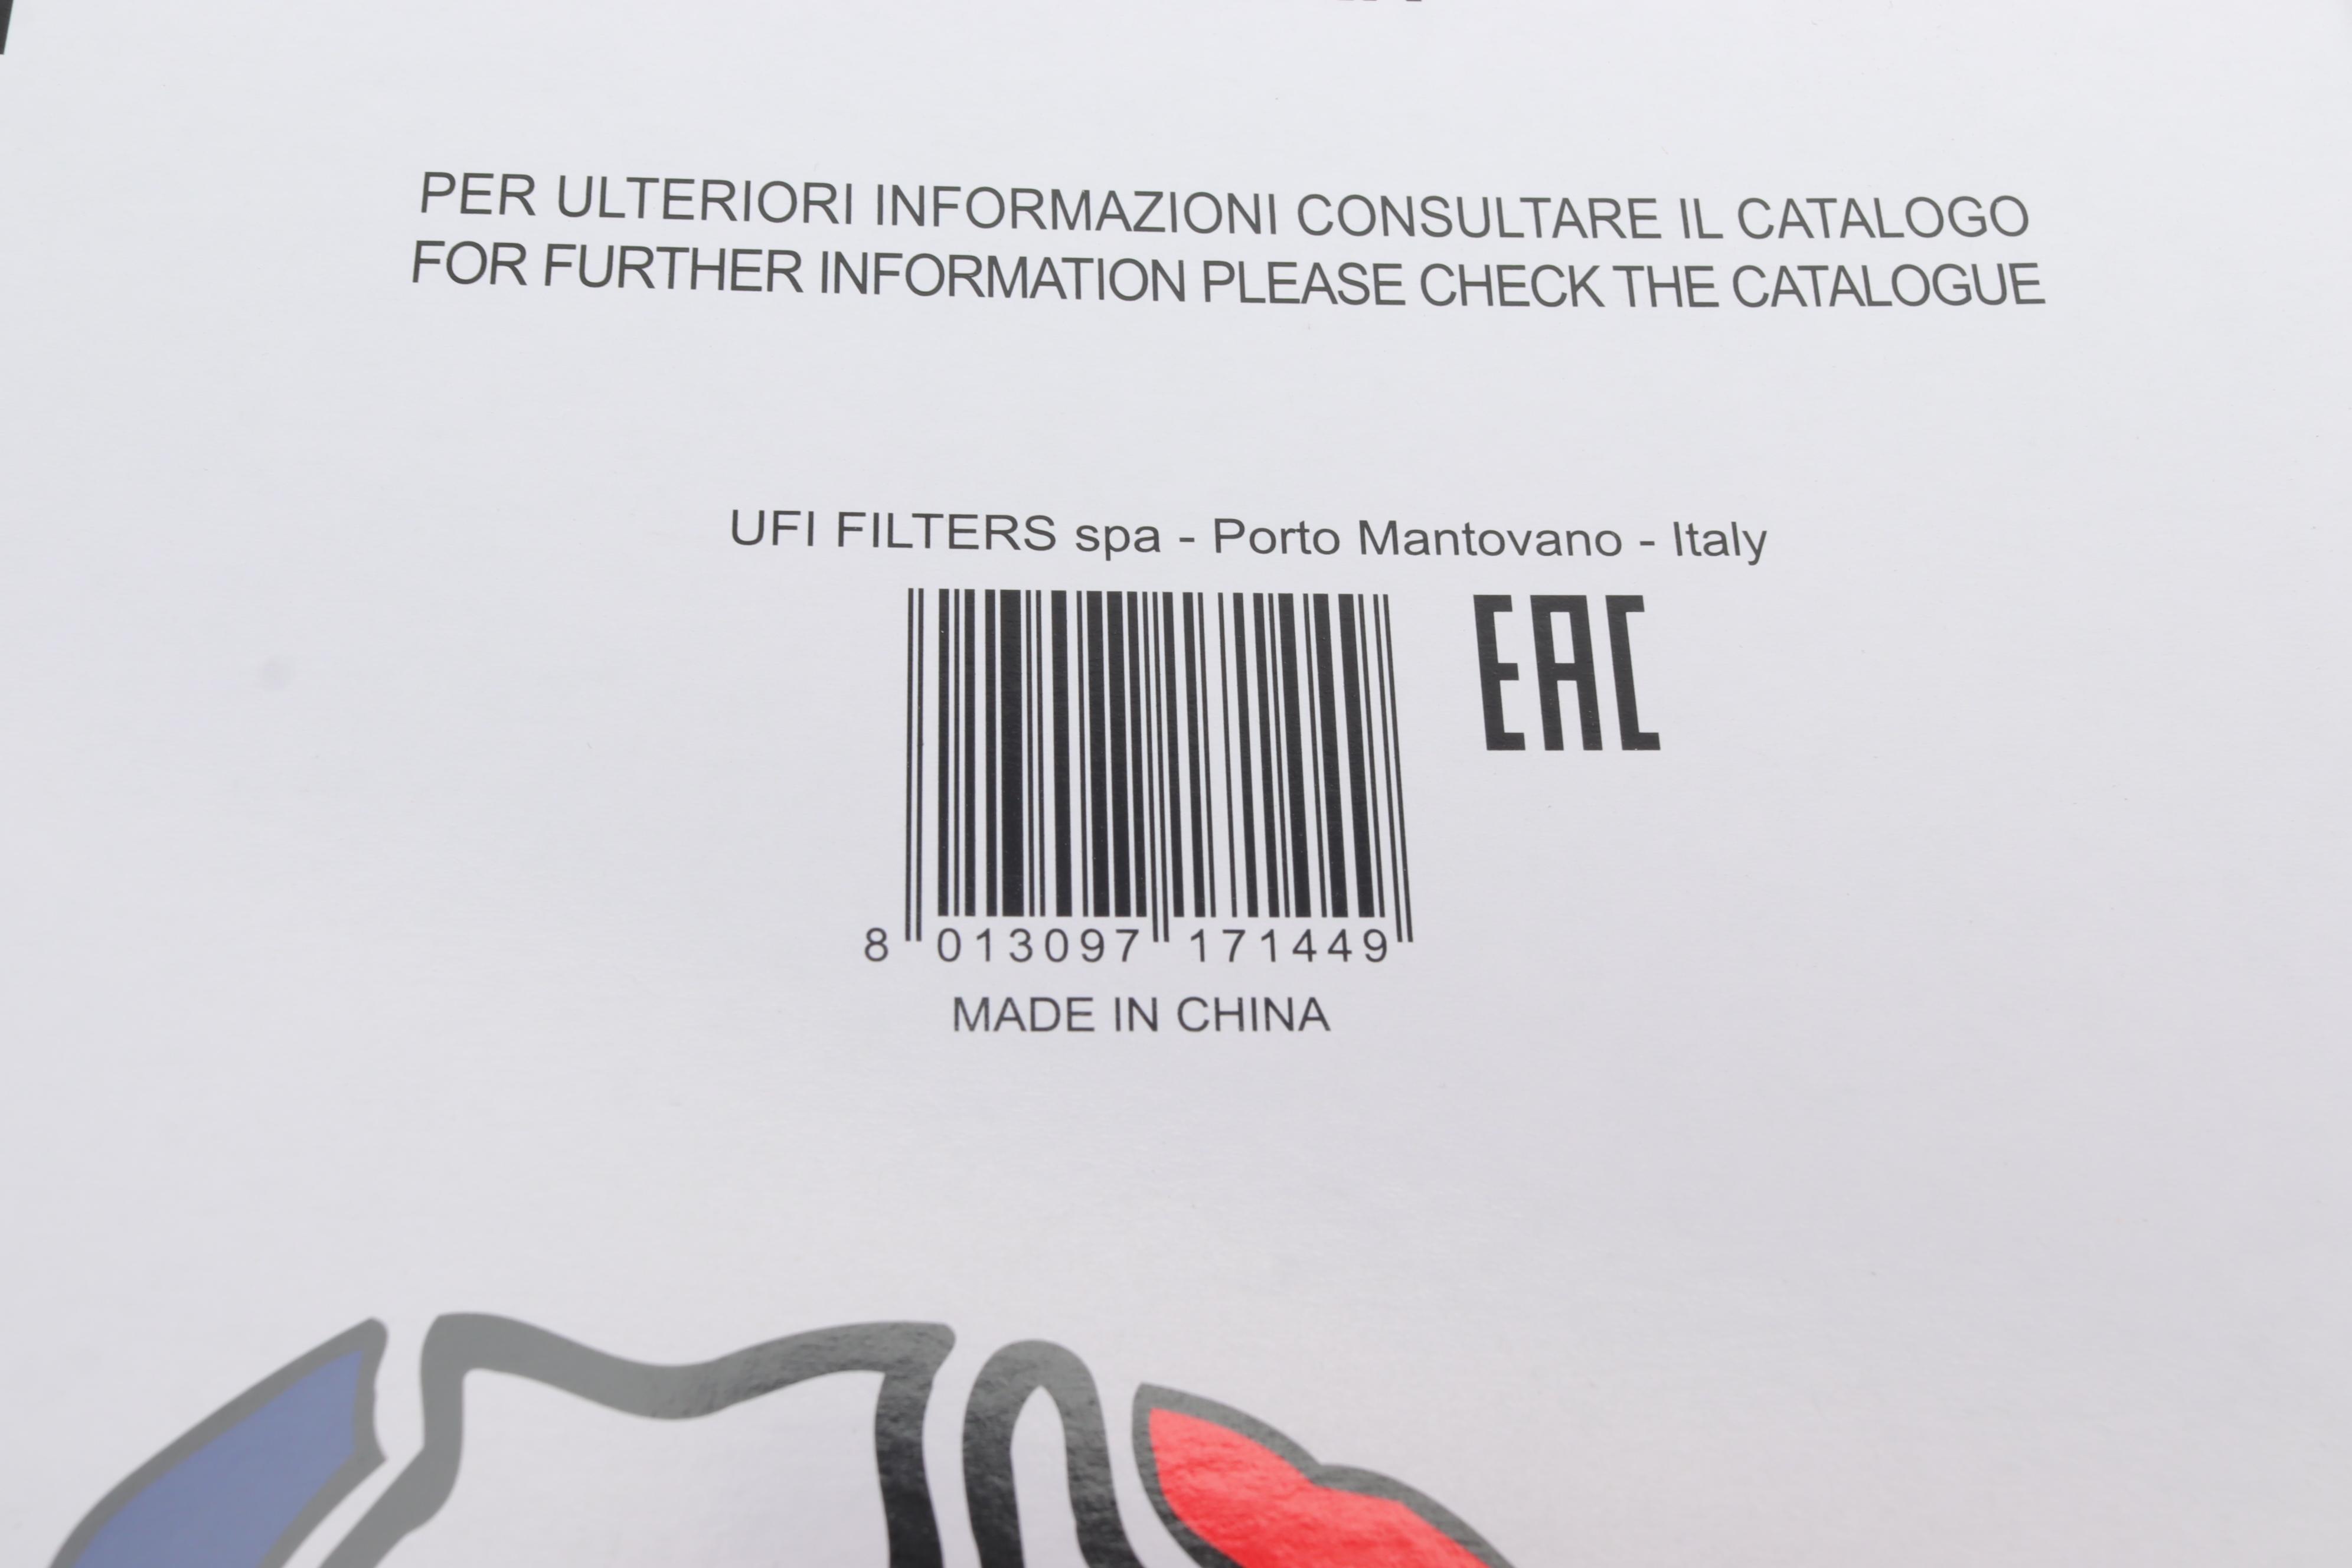 PER ULTERIORI INFORMAZIONI CONSULTARE IL CATALOGO
FOR FURTHER INFORMATION PLEASE CHECK THE CATALOGUE
UFI FILTERS spa - Porto Mantovano - Italy
EAC
8 013097 171449
MADE IN CHINA